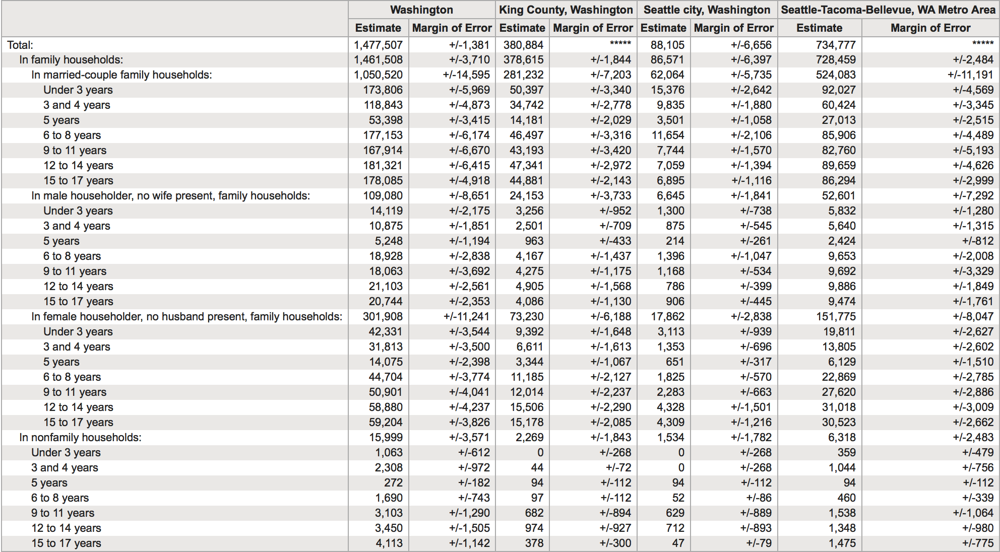 Washington King County, Washington Seattle city, Washington Seattle-Tacoma-Bellevue, WA Metro Area
Estimate Margin of Error Estimate Margin of Error Estimate Margin of Error Estimate Margin of Error
Total: 1,477,507 +/-1,381 380,884 ***** 88,105 +/-6,656 734,777 *****
In family households: 1,461,508 +/-3,710 378,615 +/-1,844 86,571 +/-6,397 728,459 +/-2,484
In married-couple family households: 1,050,520 +/-14,595 281,232 +/-7,203 62,064 +/-5,735 524,083 +/-11,191
Under 3 years 173,806 +/-5,969 50,397 +/-3,340 15,376 +/-2,642 92,027 +/-4,569
3 and 4 years 118,843 +/-4,873 34,742 +/-2,778 9,835 +/-1,880 60,424 +/-3,345
5 years 53,398 +/-3,415 14,181 +/-2,029 3,501 +/-1,058 27,013 +/-2,515
6 to 8 years 177,153 +/-6,174 46,497 +/-3,316 11,654 +/-2,106 85,906 +/-4,489
9 to 11 years 167,914 +/-6,670 43,193 +/-3,420 7,744 +/-1,570 82,760 +/-5,193
12 to 14 years 181,321 +/-6,415 47,341 +/-2,972 7,059 +/-1,394 89,659 +/-4,626
15 to 17 years 178,085 +/-4,918 44,881 +/-2,143 6,895 +/-1,116 86,294 +/-2,999
In male householder, no wife present, family households: 109,080 +/-8,651 24,153 +/-3,733 6,645 +/-1,841 52,601 +/-7,292
Under 3 years 14,119 +/-2,175 3,256 +/-952 1,300 +/-738 5,832 +/-1,280
3 and 4 years 10,875 +/-1,851 2,501 +/-709 875 +/-545 5,640 +/-1,315
5 years 5,248 +/-1,194 963 +/-433 214 +/-261 2,424 +/-812
6 to 8 years 18,928 +/-2,838 4,167 +/-1,437 1,396 +/-1,047 9,653 +/-2,008
9 to 11 years 18,063 +/-3,692 4,275 +/-1,175 1,168 +/-534 9,692 +/-3,329
12 to 14 years 21,103 +/-2,561 4,905 +/-1,568 786 +/-399 9,886 +/-1,849
15 to 17 years 20,744 +/-2,353 4,086 +/-1,130 906 +/-445 9,474 +/-1,761
In female householder, no husband present, family households: 301,908 +/-11,241 73,230 +/-6,188 17,862 +/-2,838 151,775 +/-8,047
Under 3 years 42,331 +/-3,544 9,392 +/-1,648 3,113 +/-939 19,811 +/-2,627
3 and 4 years 31,813 +/-3,500 6,611 +/-1,613 1,353 +/-696 13,805 +/-2,602
5 years 14,075 +/-2,398 3,344 +/-1,067 651 +/-317 6,129 +/-1,510
6 to 8 years 44,704 +/-3,774 11,185 +/-2,127 1,825 +/-570 22,869 +/-2,785
9 to 11 years 50,901 +/-4,041 12,014 +/-2,237 2,283 +/-663 27,620 +/-2,886
12 to 14 years 58,880 +/-4,237 15,506 +/-2,290 4,328 +/-1,501 31,018 +/-3,009
15 to 17 years 59,204 +/-3,826 15,178 +/-2,085 4,309 +/-1,216 30,523 +/-2,662
In nonfamily households: 15,999 +/-3,571 2,269 +/-1,843 1,534 +/-1,782 6,318 +/-2,483
Under 3 years 1,063 +/-612 0 +/-268 0 +/-268 359 +/-479
3 and 4 years 2,308 +/-972 44 +/-72 0 +/-268 1,044 +/-756
5 years 272 +/-182 94 +/-112 94 +/-112 94 +/-112
6 to 8 years 1,690 +/-743 97 +/-112 52 +/-86 460 +/-339
9 to 11 years 3,103 +/-1,290 682 +/-894 629 +/-889 1,538 +/-1,064
12 to 14 years 3,450 +/-1,505 974 +/-927 712 +/-893 1,348 +/-980
15 to 17 years 4,113 +/-1,142 378 +/-300 47 +/-79 1,475 +/-775